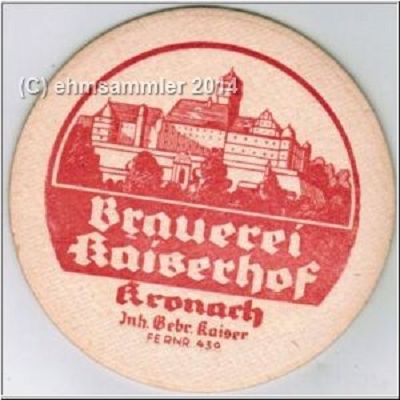 (C) ehmsammler 2014
Brauerei
Kaiserhof
Kronach
Inh. Gebr. Kaiser
FERNR. 430